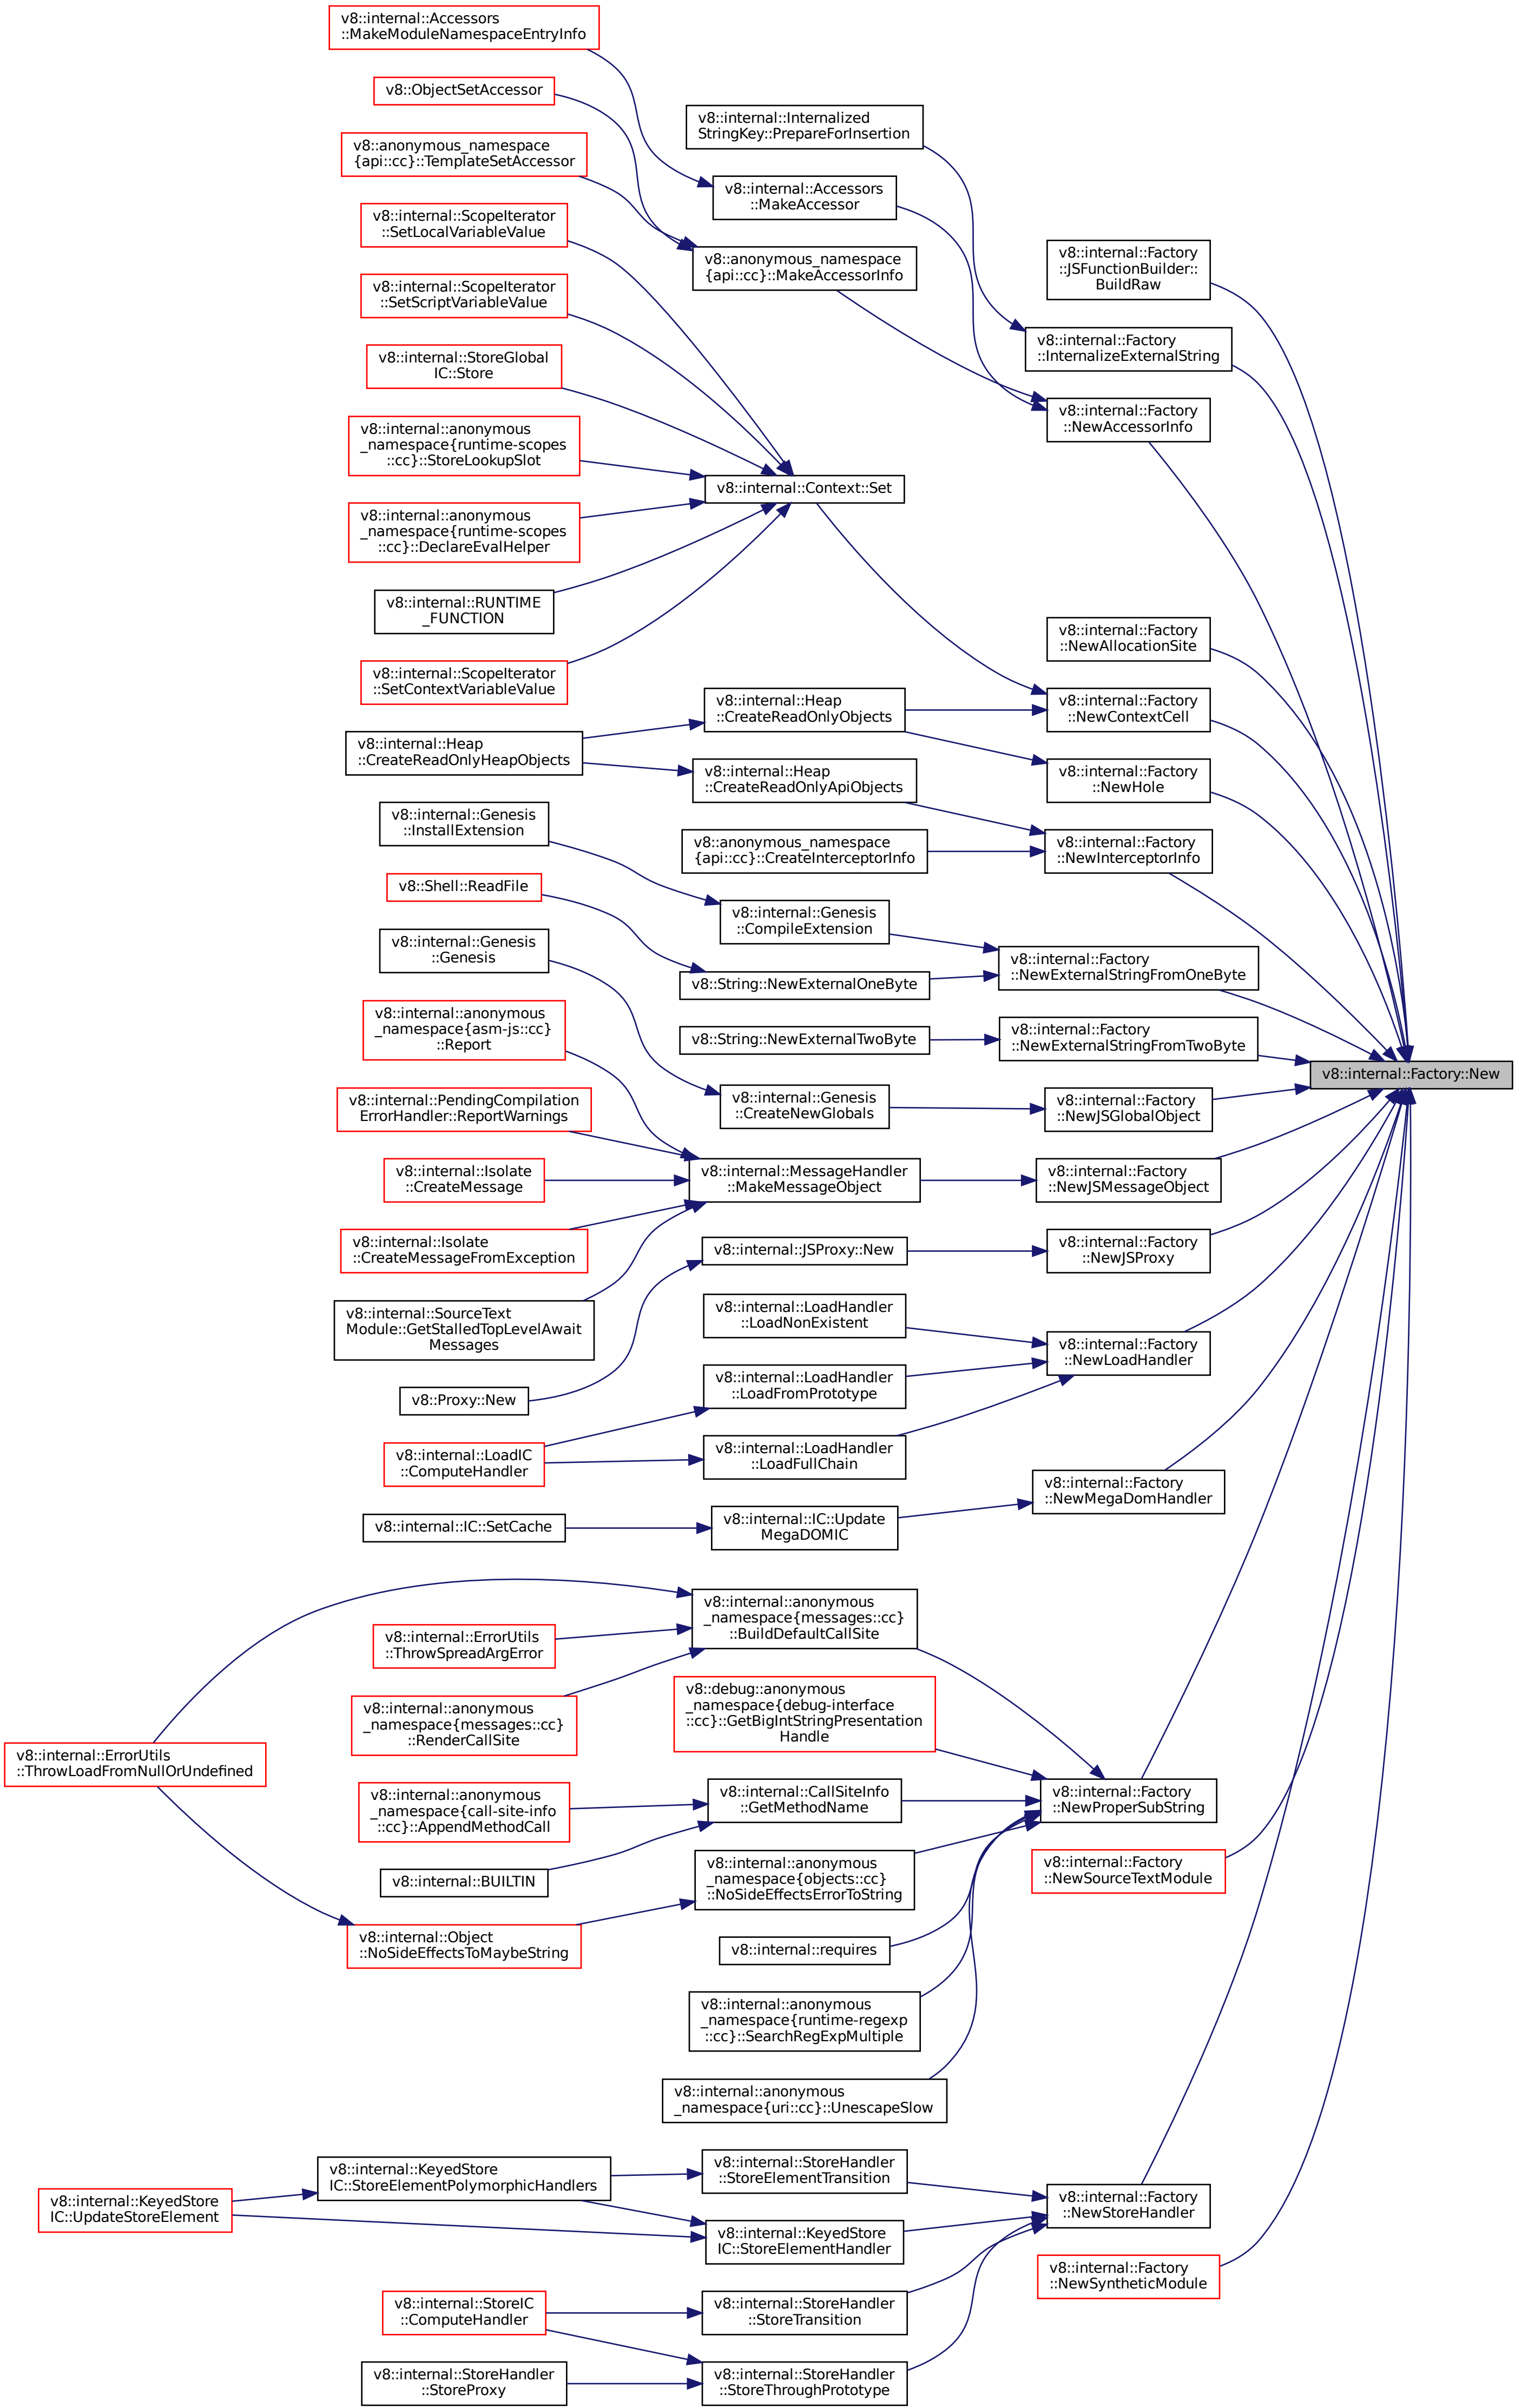 v8::internal::Accessors
::MakeModuleNamespaceEntryInfo
v8::ObjectSetAccessor
v8::internal::Internalized
StringKey::PrepareForInsertion
v8::anonymous_namespace
{api::cc}::TemplateSetAccessor
v8::internal::Accessors
::MakeAccessor
v8::internal::ScopeIterator
::SetLocalVariableValue
v8::anonymous_namespace
{api::cc}::MakeAccessorInfo
v8::internal::Factory
::JSFunctionBuilder::
BuildRaw
v8::internal::ScopeIterator
::SetScriptVariableValue
v8::internal::Factory
::InternalizeExternalString
v8::internal::StoreGlobal
IC::Store
v8::internal::Factory
::NewAccessorInfo
v8::internal::anonymous
_namespace{runtime-scopes
::cc}::StoreLookupSlot
v8::internal::Context::Set
v8::internal::anonymous
_namespace{runtime-scopes
::cc}::DeclareEvalHelper
v8::internal::RUNTIME
_FUNCTION
v8::internal::Factory
::NewAllocationSite
v8::internal::ScopeIterator
::SetContextVariableValue
v8::internal::Heap
::CreateReadOnlyObjects
v8::internal::Factory
::NewContextCell
v8::internal::Heap
::CreateReadOnlyHeapObjects
v8::internal::Heap
::CreateReadOnlyApiObjects
v8::internal::Factory
::NewHole
v8::internal::Genesis
::InstallExtension
v8::anonymous_namespace
{api::cc}::CreateInterceptorInfo
v8::internal::Factory
::NewInterceptorInfo
v8::Shell::ReadFile
v8::internal::Genesis
::CompileExtension
v8::internal::Genesis
::Genesis
v8::String::NewExternalOneByte
v8::internal::Factory
::NewExternalStringFromOneByte
v8::internal::anonymous
_namespace{asm-js::cc}
::Report
v8::String::NewExternalTwoByte
v8::internal::Factory
::NewExternalStringFromTwoByte
v8::internal::Factory::New
v8::internal::PendingCompilation
ErrorHandler::ReportWarnings
v8::internal::Genesis
::CreateNewGlobals
v8::internal::Factory
::NewJSGlobalObject
v8::internal::Isolate
::CreateMessage
v8::internal::MessageHandler
::MakeMessageObject
v8::internal::Factory
::NewJSMessageObject
v8::internal::Isolate
::CreateMessageFromException
v8::internal::JSProxy::New
v8::internal::Factory
::NewJSProxy
v8::internal::SourceText
Module::GetStalledTopLevelAwait
Messages
v8::internal::LoadHandler
::LoadNonExistent
v8::internal::Factory
::NewLoadHandler
v8::Proxy::New
v8::internal::LoadHandler
::LoadFromPrototype
v8::internal::LoadIC
::ComputeHandler
v8::internal::LoadHandler
::LoadFullChain
v8::internal::Factory
::NewMegaDomHandler
v8::internal::IC::SetCache
v8::internal::IC::Update
MegaDOMIC
v8::internal::anonymous
_namespace{messages::cc}
::BuildDefaultCallSite
v8::internal::ErrorUtils
::ThrowSpreadArgError
v8::internal::anonymous
_namespace{messages::cc}
::RenderCallSite
v8::debug::anonymous
_namespace{debug-interface
::cc}::GetBigIntStringPresentation
Handle
v8::internal::ErrorUtils
::ThrowLoadFromNullOrUndefined
v8::internal::anonymous
_namespace{call-site-info
::cc}::AppendMethodCall
v8::internal::CallSiteInfo
::GetMethodName
v8::internal::Factory
::NewProperSubString
v8::internal::BUILTIN
v8::internal::anonymous
_namespace{objects::cc}
::NoSideEffectsErrorToString
v8::internal::Factory
::NewSourceTextModule
v8::internal::Object
::NoSideEffectsToMaybeString
v8::internal::requires
v8::internal::anonymous
_namespace{runtime-regexp
::cc}::SearchRegExpMultiple
v8::internal::anonymous
_namespace{uri::cc}::UnescapeSlow
v8::internal::KeyedStore
IC::UpdateStoreElement
v8::internal::KeyedStore
IC::StoreElementPolymorphicHandlers
v8::internal::StoreHandler
::StoreElementTransition
v8::internal::Factory
::NewStoreHandler
v8::internal::KeyedStore
IC::StoreElementHandler
v8::internal::Factory
::NewSyntheticModule
v8::internal::StoreIC
::ComputeHandler
v8::internal::StoreHandler
::StoreTransition
v8::internal::StoreHandler
::StoreProxy
v8::internal::StoreHandler
::StoreThroughPrototype